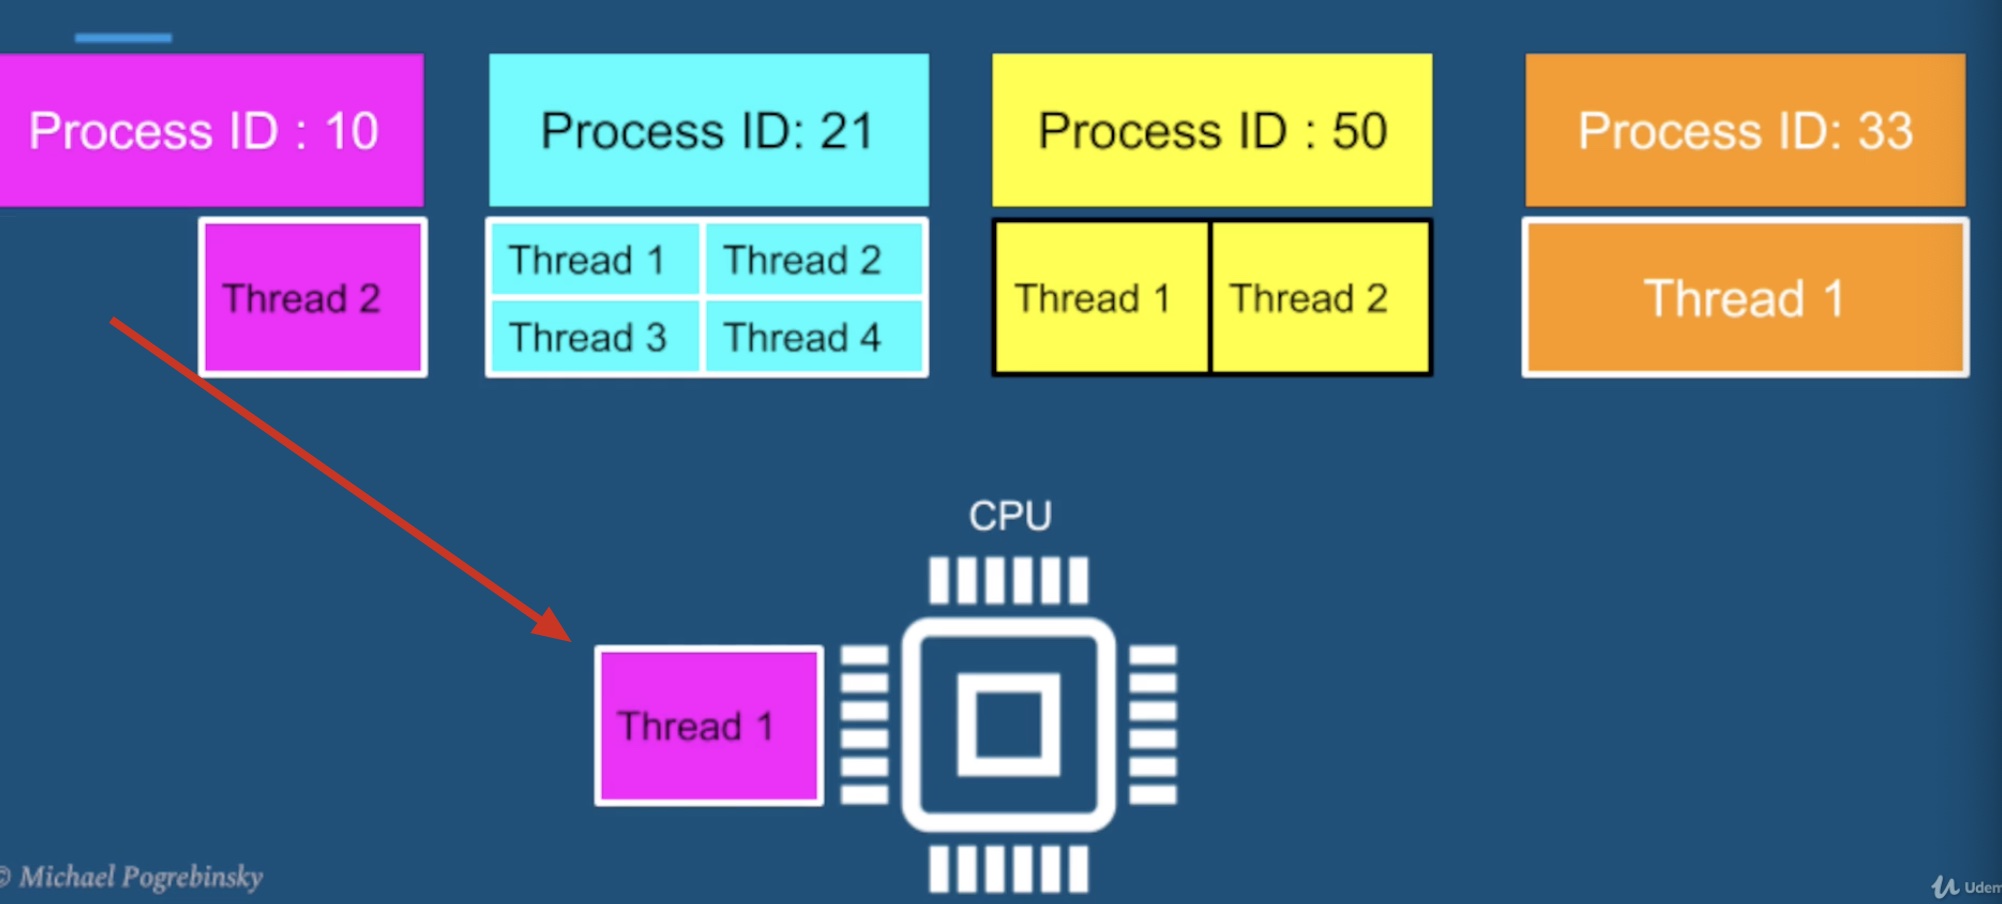 Process ID : 10
Process ID: 21
Process ID : 50
Process ID: 33
Thread 2
Thread 1
Thread 2
Thread 3
Thread 4
Thread 1
Thread 2
Thread 1
CPU
Thread 1
© Michael Pogrebinsky
Udem